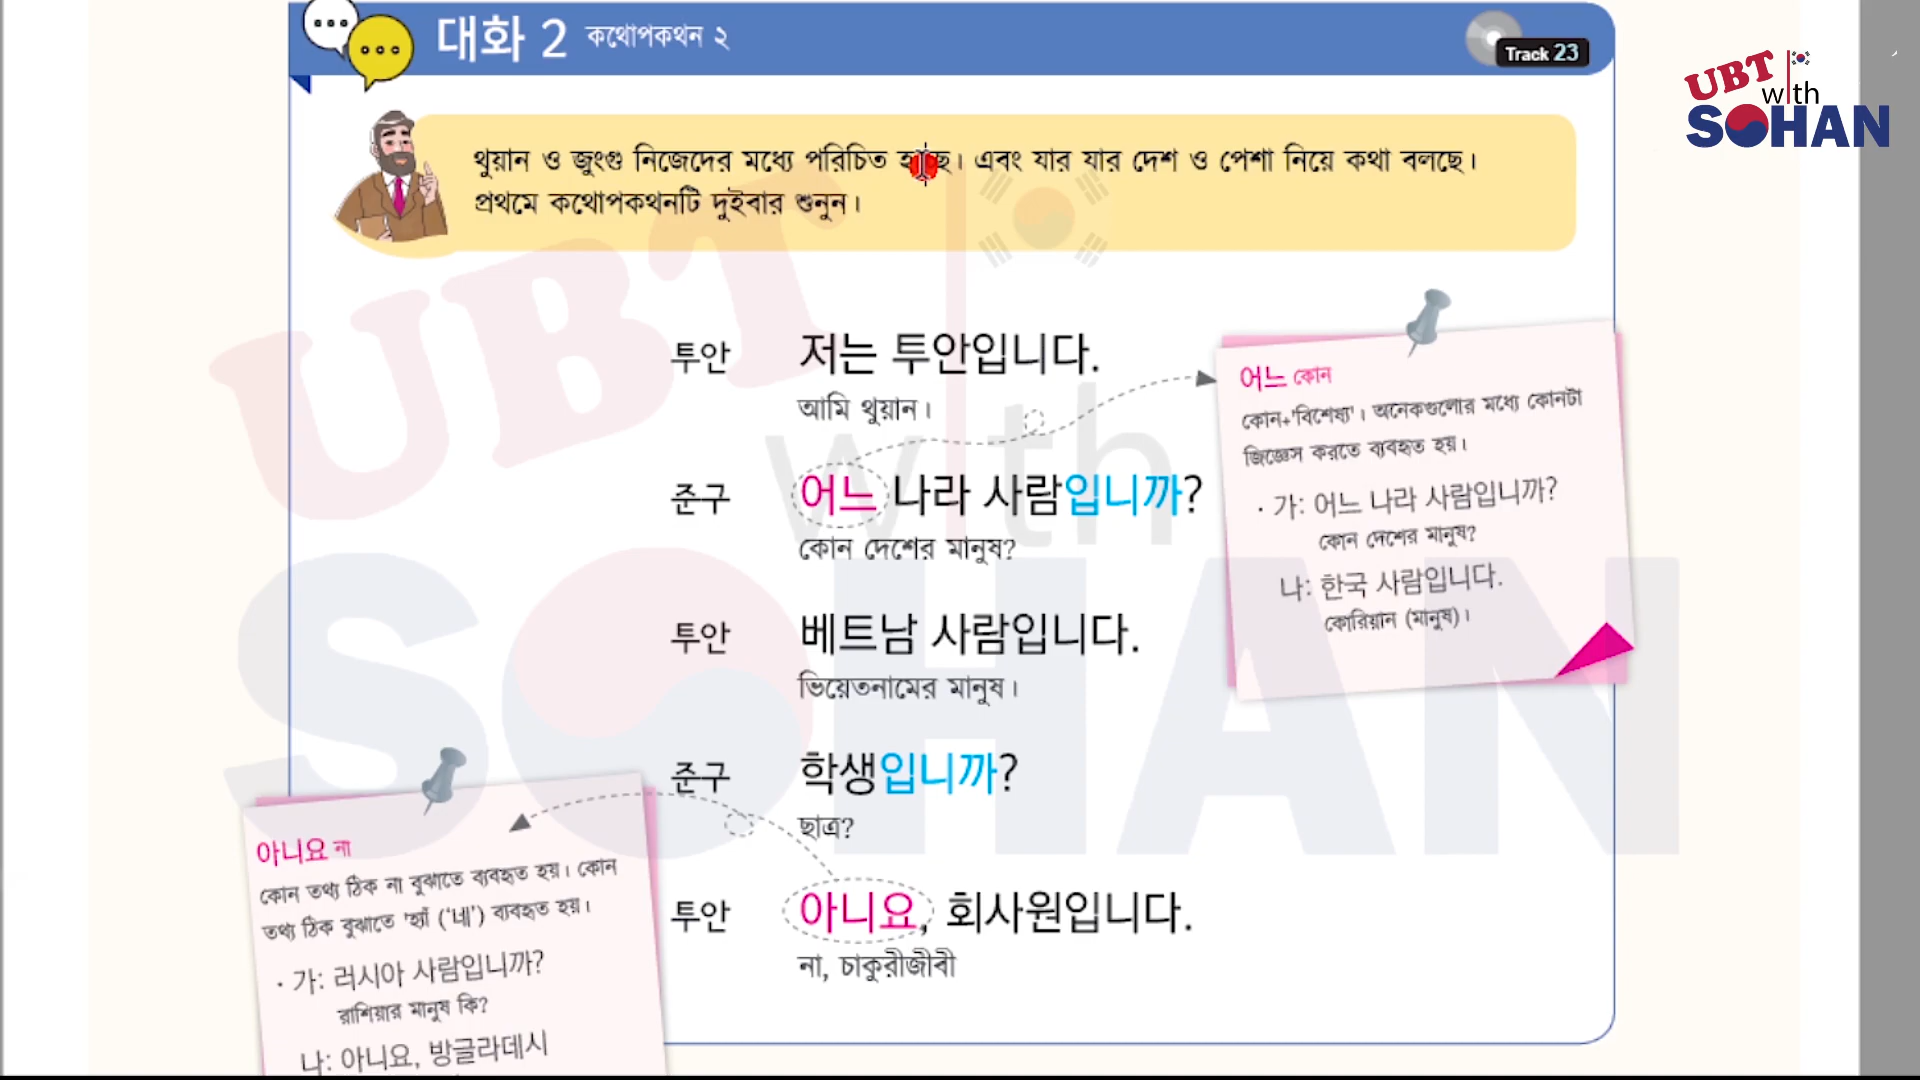 대화 2 কথোপকথন ২
Track 23
UBT
with
SOHAN
থুয়ান ও জুংগু নিজেদের মধ্যে পরিচিত এবং যার যার দেশ ও পেশা নিয়ে কথা বলছে।
প্রথমে কথোপকথনটি দুইবার শুনুন।
투안 저는 투안입니다.
আমি থুয়ান।
준구 어느 나라 사람입니까?
কোন দেশের মানুষ?
투안 베트남 사람입니다.
ভিয়েতনামের মানুষ।
준구 학생입니까?
ছাত্র?
투안 아니요, 회사원입니다.
না, চাকুরীজীবী
어느 কোন
কোন+'বিশেষ্য'। অনেকগুলোর মধ্যে কোনটা
জিজ্ঞেস করতে ব্যবহৃত হয়।
· 가: 어느 나라 사람입니까?
কোন দেশের মানুষ?
나: 한국 사람입니다.
কোরিয়ান (মানুষ)।
아니요 না
কোন তথ্য ঠিক না বুঝাতে ব্যবহৃত হয়। কোন
তথ্য ঠিক বুঝাতে 'হ্যাঁ ('네') ব্যবহৃত হয়।
· 가: 러시아 사람입니까?
রাশিয়ার মানুষ কি?
나: 아니요, 방글라데시
UBT
with
SOHAN